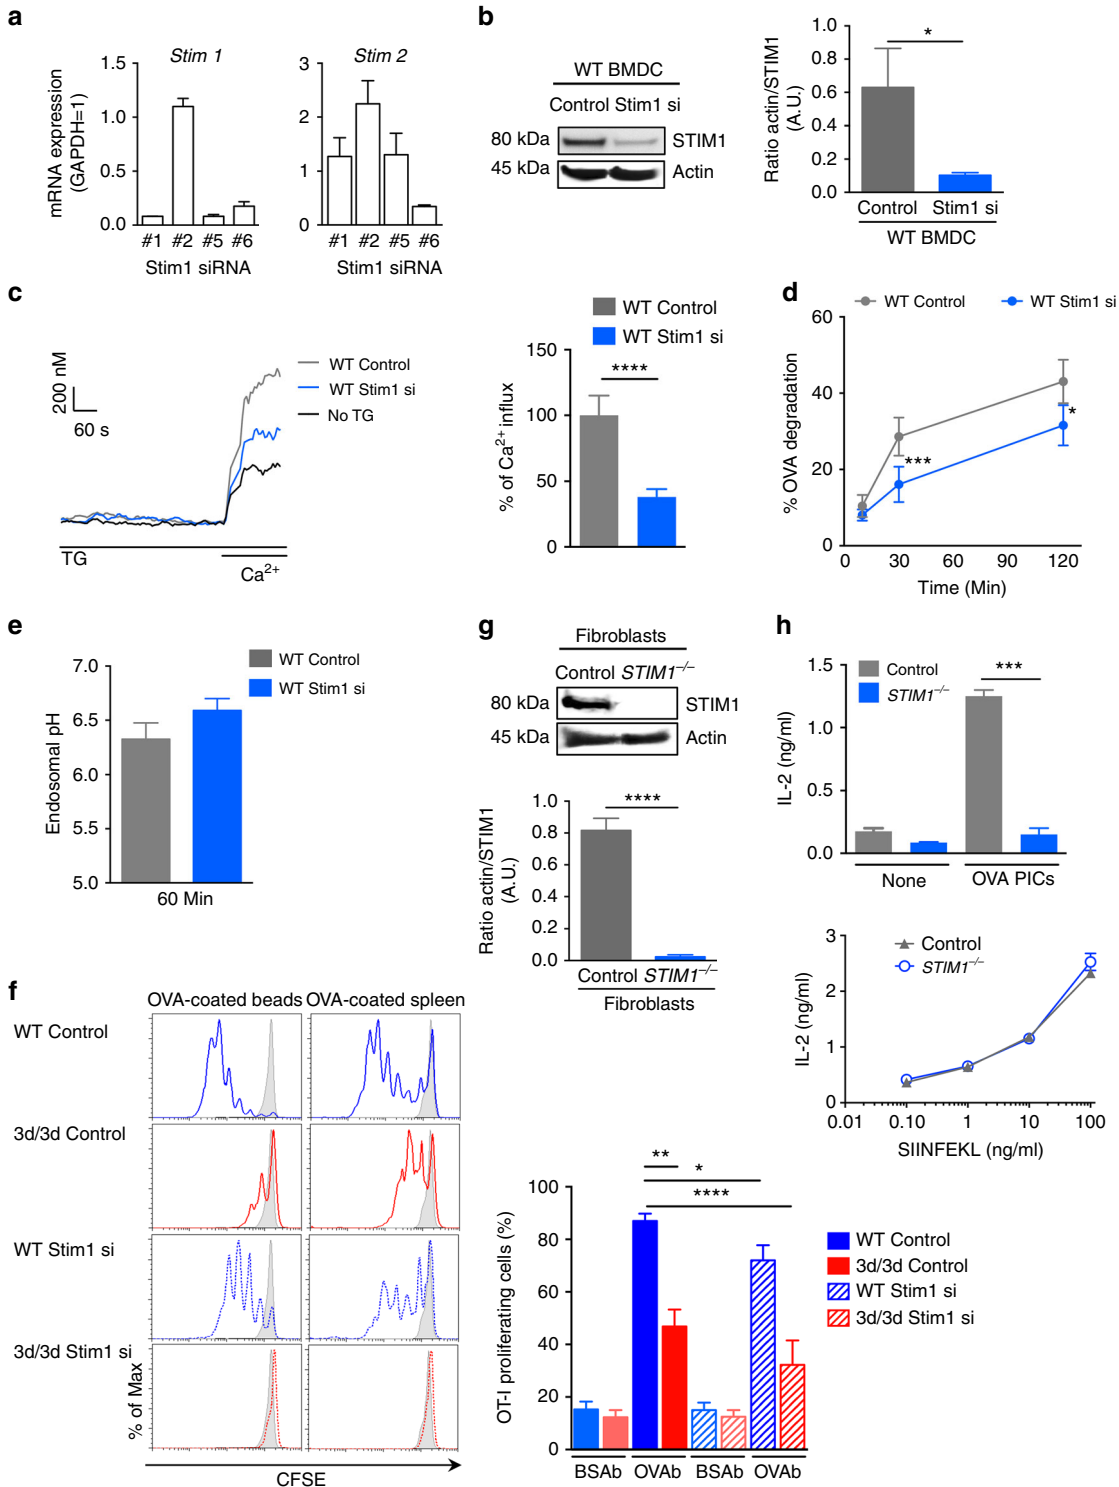 a
Stim 1
Stim 2
mRNA expression
(GAPDH=1)
1.5
1.0
0.5
0.0
3
2
1
0
#1 #2 #5 #6
#1 #2 #5 #6
Stim1 siRNA
Stim1 siRNA
b
WT BMDC
Control Stim1 si
80 kDa
STIM1
45 kDa
Actin
Ratio actin/STIM1
(A.U.)
1.0
0.8
0.6
0.4
0.2
0.0
*
Control Stim1 si
WT BMDC
c
200 nM
60 s
WT Control
WT Stim1 si
No TG
TG
Ca2+
WT Control
WT Stim1 si
% of Ca2+ influx
150
100
50
0
****
d
WT Control
WT Stim1 si
% OVA degradation
60
40
20
0
***
*
0 30 60 90 120
Time (Min)
e
WT Control
WT Stim1 si
Endosomal pH
7.0
6.5
6.0
5.5
5.0
60 Min
g
Fibroblasts
Control STIM1–/–
80 kDa
STIM1
45 kDa
Actin
Ratio actin/STIM1
(A.U.)
1.0
0.8
0.6
0.4
0.2
0.0
****
Control STIM1–/–
Fibroblasts
h
Control
STIM1–/–
***
IL-2 (ng/ml)
1.5
1.0
0.5
0.0
None
OVA PICs
Control
STIM1–/–
IL-2 (ng/ml)
3
2
1
0
0.01 0.10 1 10 100
SIINFEKL (ng/ml)
f
OVA-coated beads
OVA-coated spleen
WT Control
3d/3d Control
WT Stim1 si
3d/3d Stim1 si
% of Max
CFSE
**
*
****
OT-I proliferating cells (%)
100
80
60
40
20
0
BSAb OVAb BSAb OVAb
WT Control
3d/3d Control
WT Stim1 si
3d/3d Stim1 si